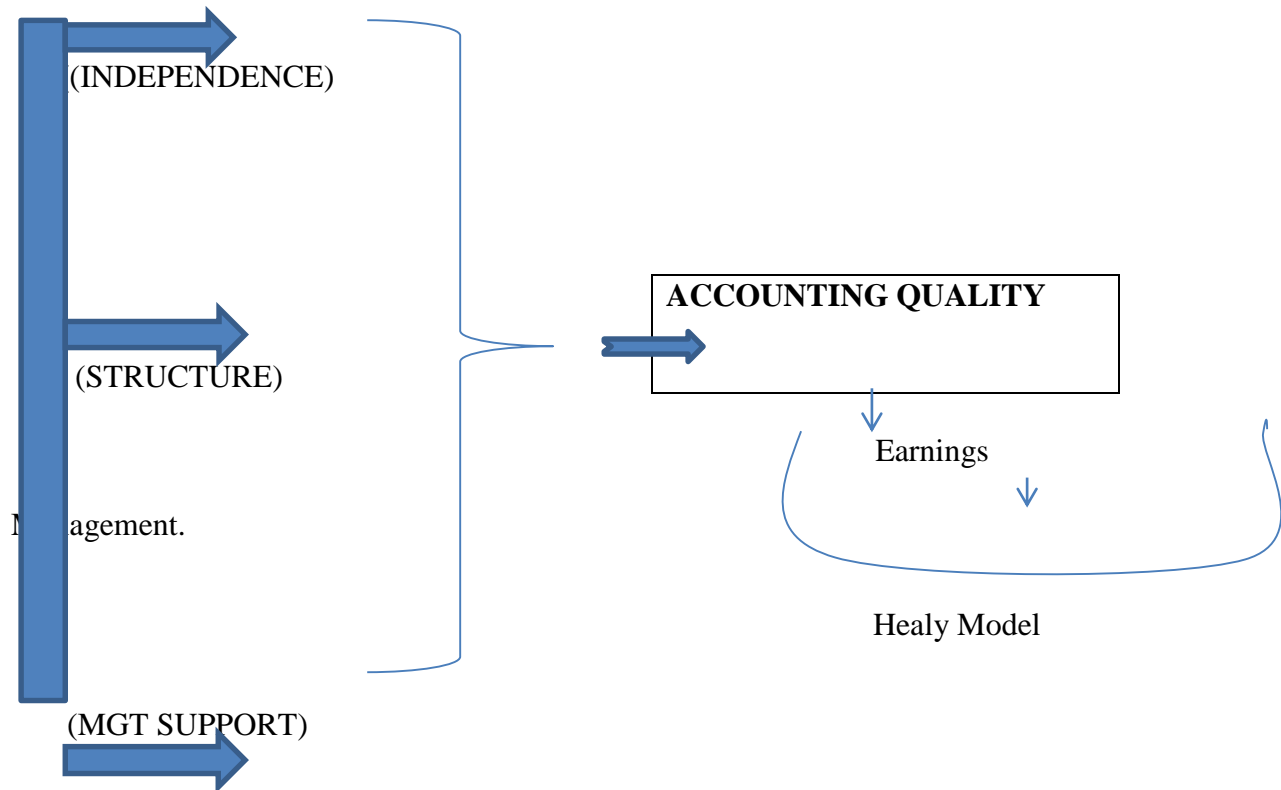 (INDEPENDENCE)
ACCOUNTING QUALITY
(STRUCTURE)
Earnings
agement.
Healy Model
(MGT SUPPORT)